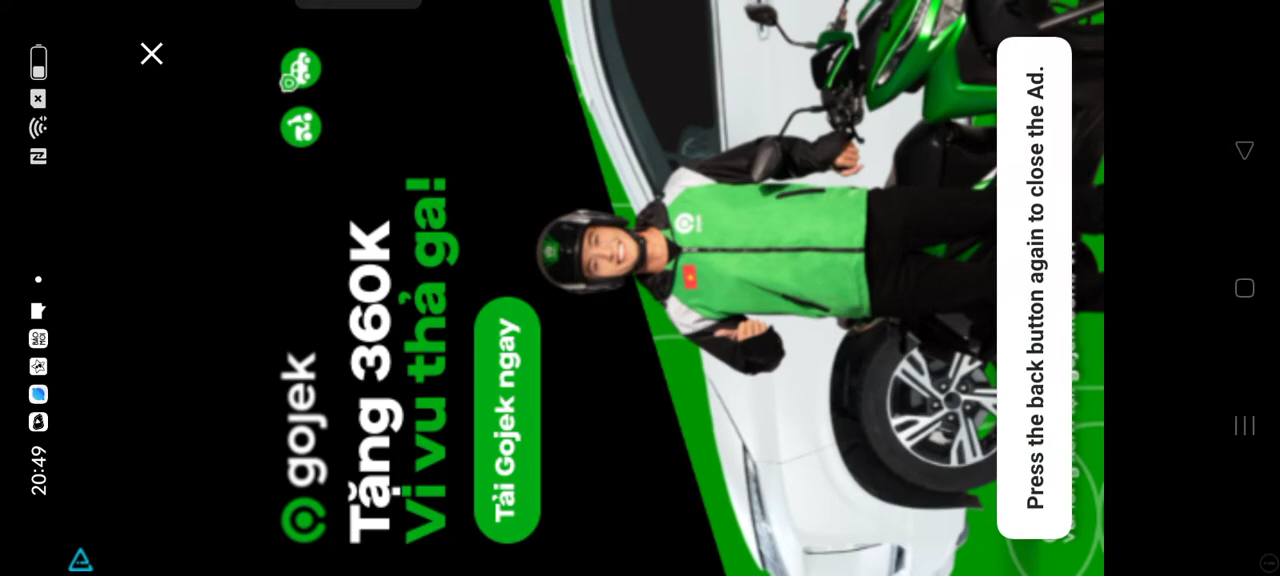 20:49
gojek
Tặng 360K
Vi vu thả ga!
Tải Gojek ngay
Press the back button again to close the Ad.